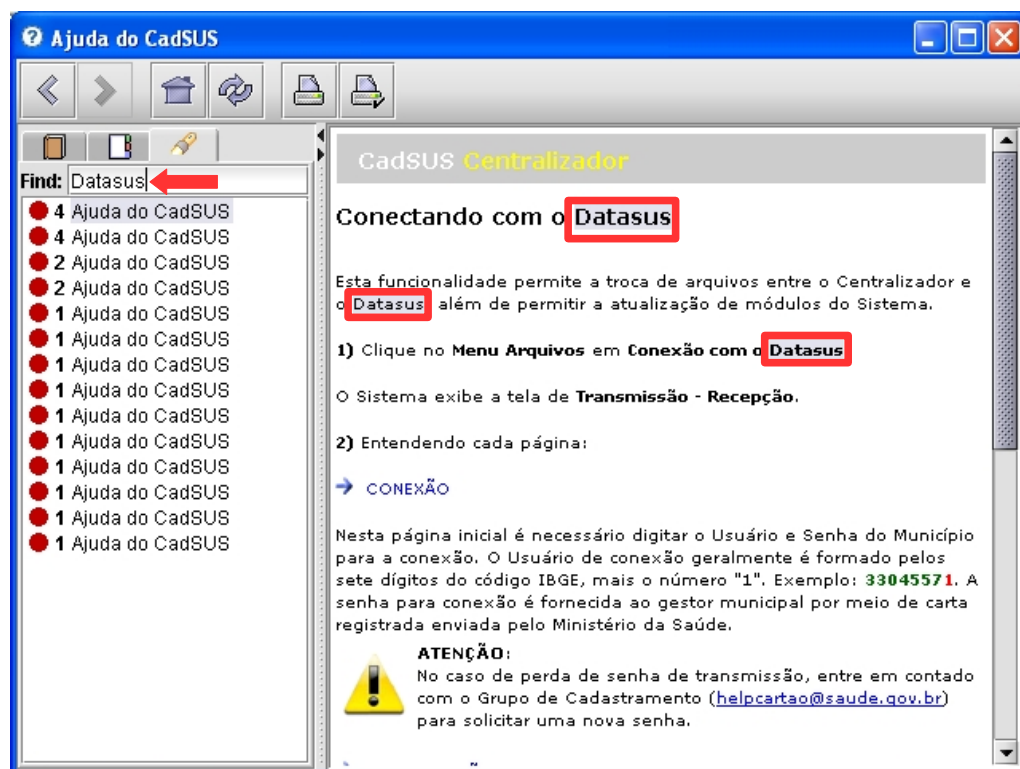 Ajuda do CadSUS
Find: Datasus
4 Ajuda do CadSUS
4 Ajuda do CadSUS
2 Ajuda do CadSUS
2 Ajuda do CadSUS
1 Ajuda do CadSUS
1 Ajuda do CadSUS
1 Ajuda do CadSUS
1 Ajuda do CadSUS
1 Ajuda do CadSUS
1 Ajuda do CadSUS
1 Ajuda do CadSUS
1 Ajuda do CadSUS
1 Ajuda do CadSUS
1 Ajuda do CadSUS
CadSUS Centralizador
Conectando com o Datasus
Esta funcionalidade permite a troca de arquivos entre o Centralizador e
o Datasus além de permitir a atualização de módulos do Sistema.
1) Clique no Menu Arquivos em Conexão com o Datasus
O Sistema exibe a tela de Transmissão - Recepção.
2) Entendendo cada página:
CONEXÃO
Nesta página inicial é necessário digitar o Usuário e Senha do Município
para a conexão. O Usuário de conexão geralmente é formado pelos
sete dígitos do código IBGE, mais o número "1". Exemplo: 33045571. A
senha para conexão é fornecida ao gestor municipal por meio de carta
registrada enviada pelo Ministério da Saúde.
ATENÇÃO:
No caso de perda de senha de transmissão, entre em contado
com o Grupo de Cadastramento (helpcartao@saude.gov.br)
para solicitar uma nova senha.